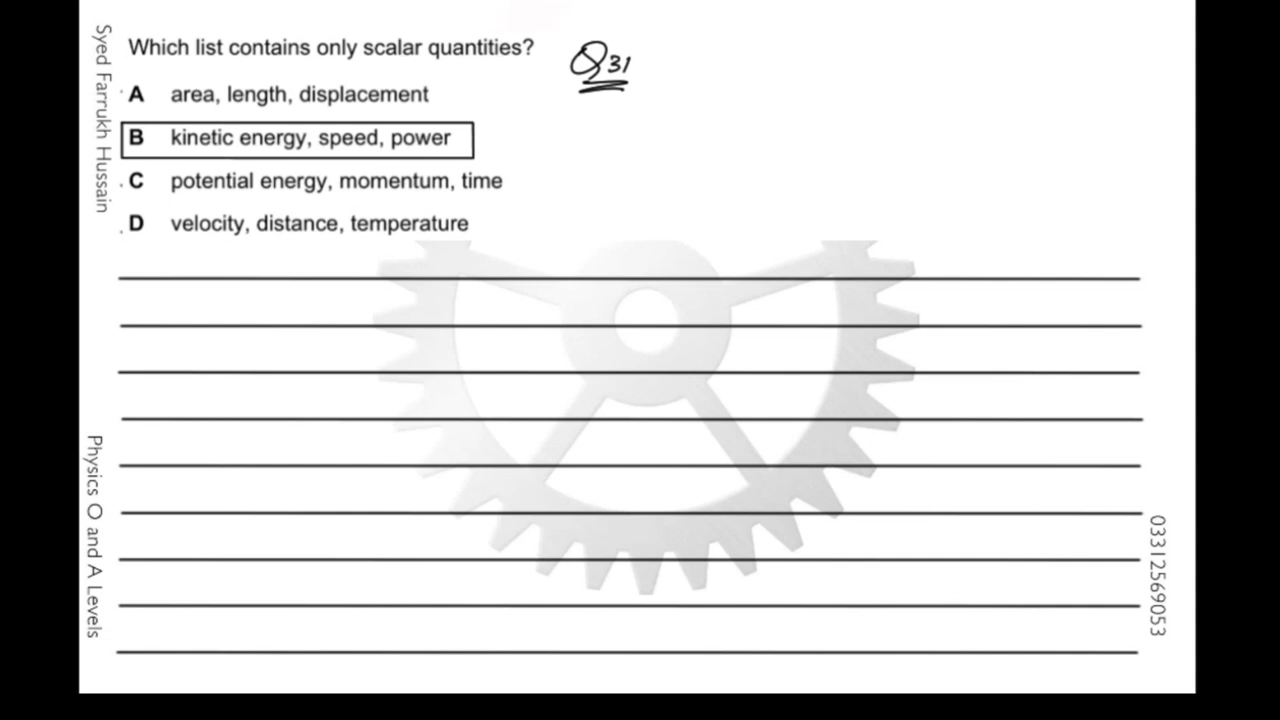 Which list contains only scalar quantities?
Q31
A area, length, displacement
B kinetic energy, speed, power
C potential energy, momentum, time
D velocity, distance, temperature
Syed Farrukh Hussain
Physics O and A Levels
03312569053